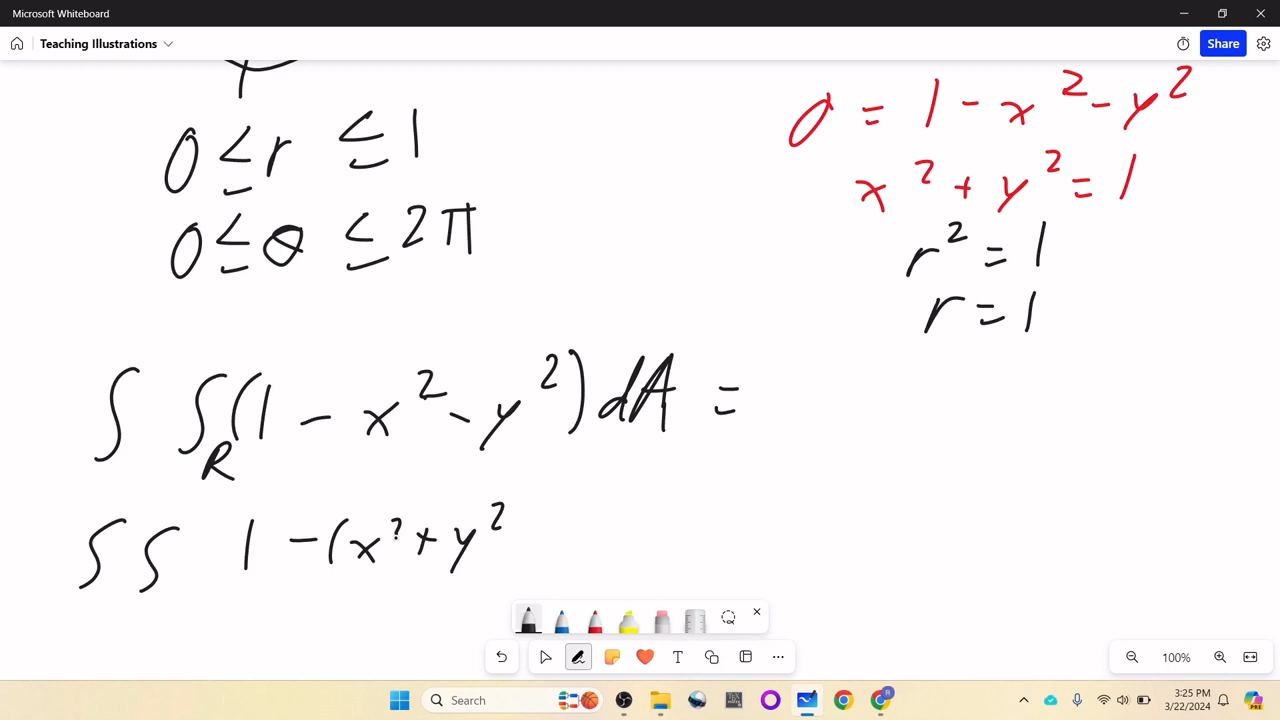 Microsoft Whiteboard
Teaching Illustrations
Share
0 ≤ r ≤ 1
0 ≤ θ ≤ 2π
0 = 1 - x² - y²
x² + y² = 1
r² = 1
r = 1
∫ ∫_R (1 - x² - y²) dA =
∫ ∫ 1 - (x² + y²
100%
Search
3:25 PM
3/22/2024